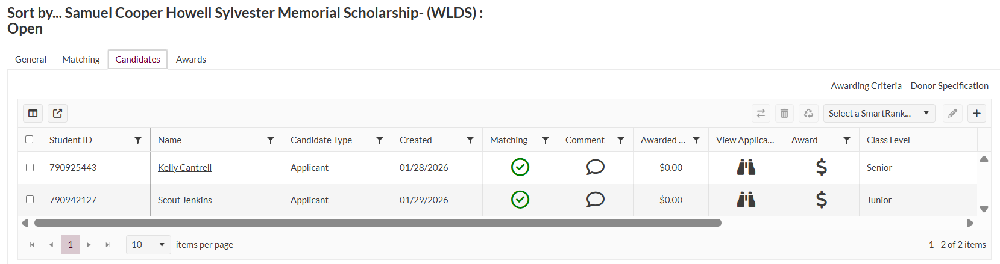 Sort by... Samuel Cooper Howell Sylvester Memorial Scholarship- (WLDS) :
Open
General Matching Candidates Awards
Awarding Criteria Donor Specification
Select a SmartRank...
Student ID Name Candidate Type Created Matching Comment Awarded ... View Applica... Award Class Level
790925443 Kelly Cantrell Applicant 01/28/2026 $0.00 Senior
790942127 Scout Jenkins Applicant 01/29/2026 $0.00 Junior
1 10 items per page 1 - 2 of 2 items